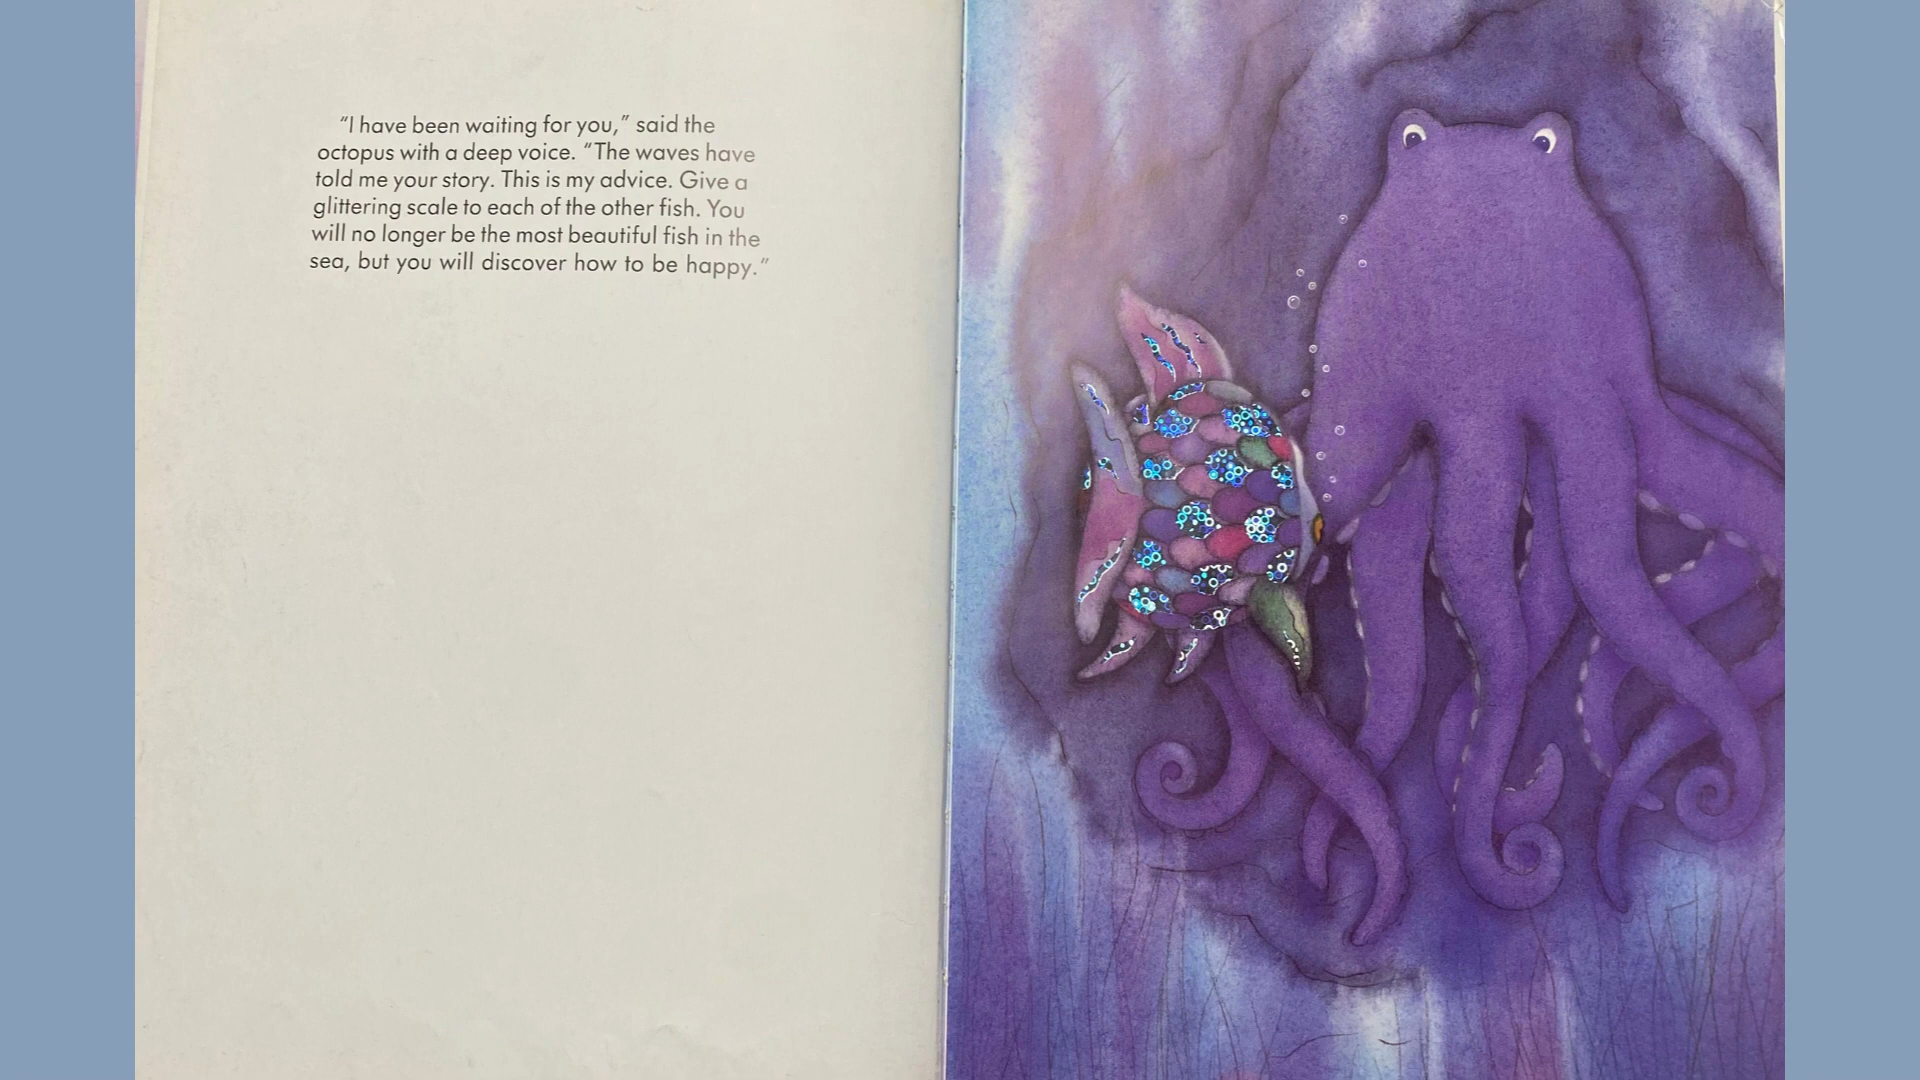 “I have been waiting for you,” said the
octopus with a deep voice. “The waves have
told me your story. This is my advice. Give a
glittering scale to each of the other fish. You
will no longer be the most beautiful fish in the
sea, but you will discover how to be happy.”